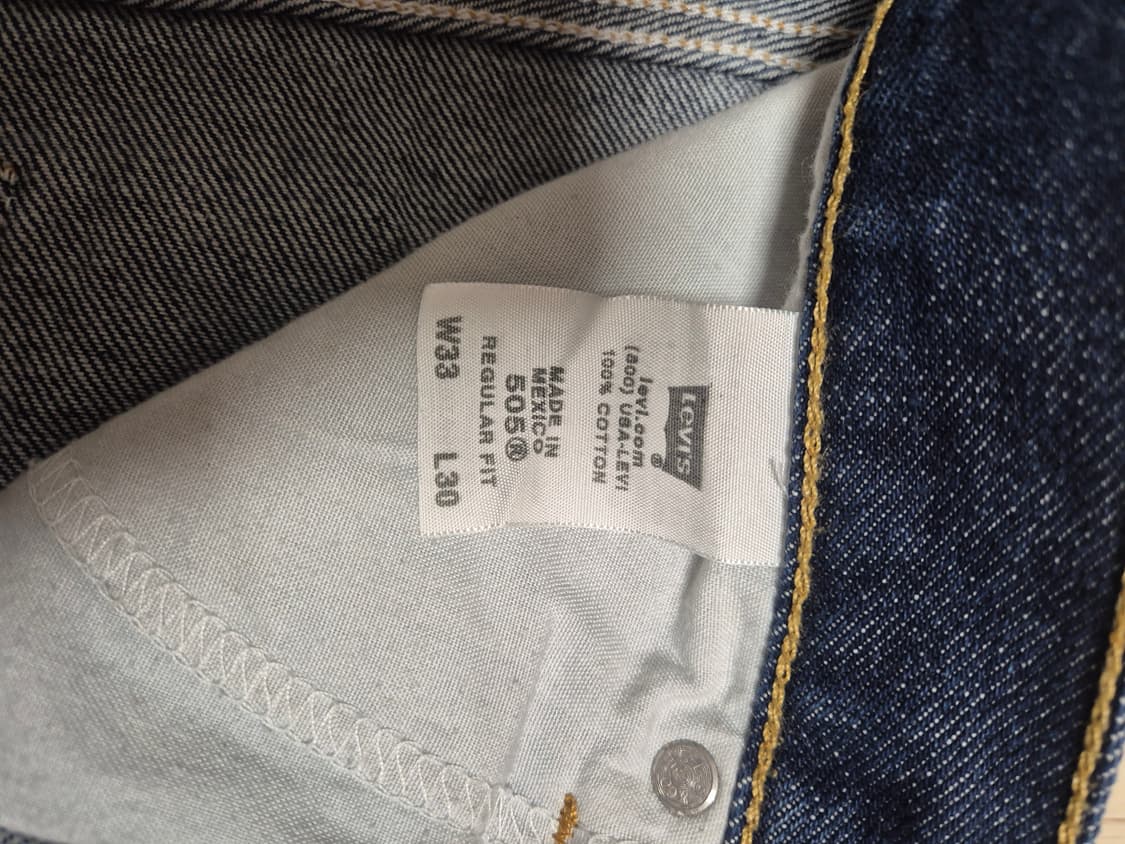 Levi's
®
levi.com
(800) USA-LEVI
100% COTTON
MADE IN
MEXICO
505®
REGULAR FIT
W33 L30